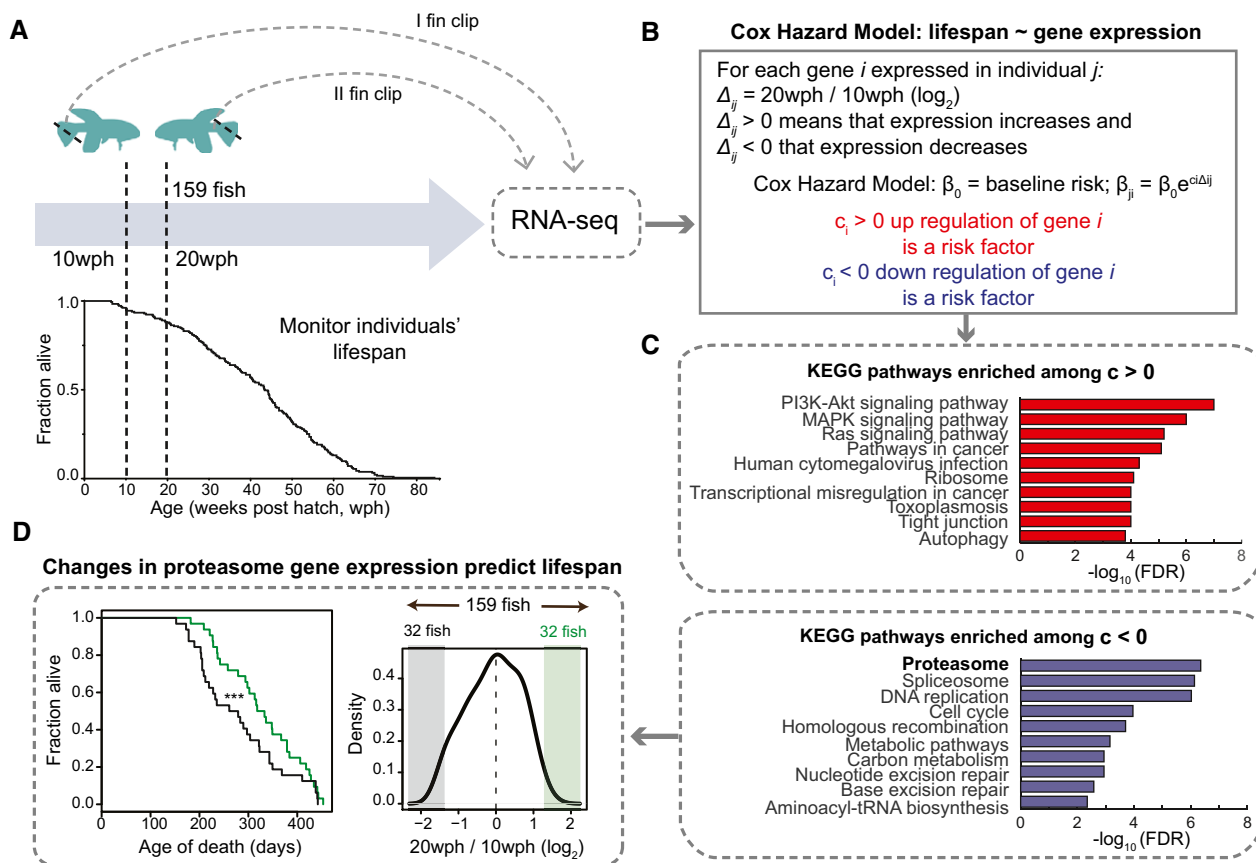 A
I fin clip
II fin clip
159 fish
10wph
20wph
RNA-seq
Monitor individuals'
lifespan
Fraction alive
1.0
0.5
0.0
0 10 20 30 40 50 60 70 80
Age (weeks post hatch, wph)
B
Cox Hazard Model: lifespan ~ gene expression
For each gene i expressed in individual j:
Δij = 20wph / 10wph (log2)
Δij > 0 means that expression increases and
Δij < 0 that expression decreases
Cox Hazard Model: β0 = baseline risk; βji = β0e^ciΔij
ci > 0 up regulation of gene i
is a risk factor
ci < 0 down regulation of gene i
is a risk factor
C
KEGG pathways enriched among c > 0
PI3K-Akt signaling pathway
MAPK signaling pathway
Ras signaling pathway
Pathways in cancer
Human cytomegalovirus infection
Ribosome
Transcriptional misregulation in cancer
Toxoplasmosis
Tight junction
Autophagy
0 2 4 6 8
-log10(FDR)
KEGG pathways enriched among c < 0
Proteasome
Spliceosome
DNA replication
Cell cycle
Homologous recombination
Metabolic pathways
Carbon metabolism
Nucleotide excision repair
Base excision repair
Aminoacyl-tRNA biosynthesis
0 2 4 6 8
-log10(FDR)
D
Changes in proteasome gene expression predict lifespan
Fraction alive
1.0
0.8
0.6
0.4
0.2
0.0
***
0 100 200 300 400
Age of death (days)
159 fish
32 fish
32 fish
Density
0.4
0.3
0.2
0.1
0.0
−2 −1 0 1 2
20wph / 10wph (log2)